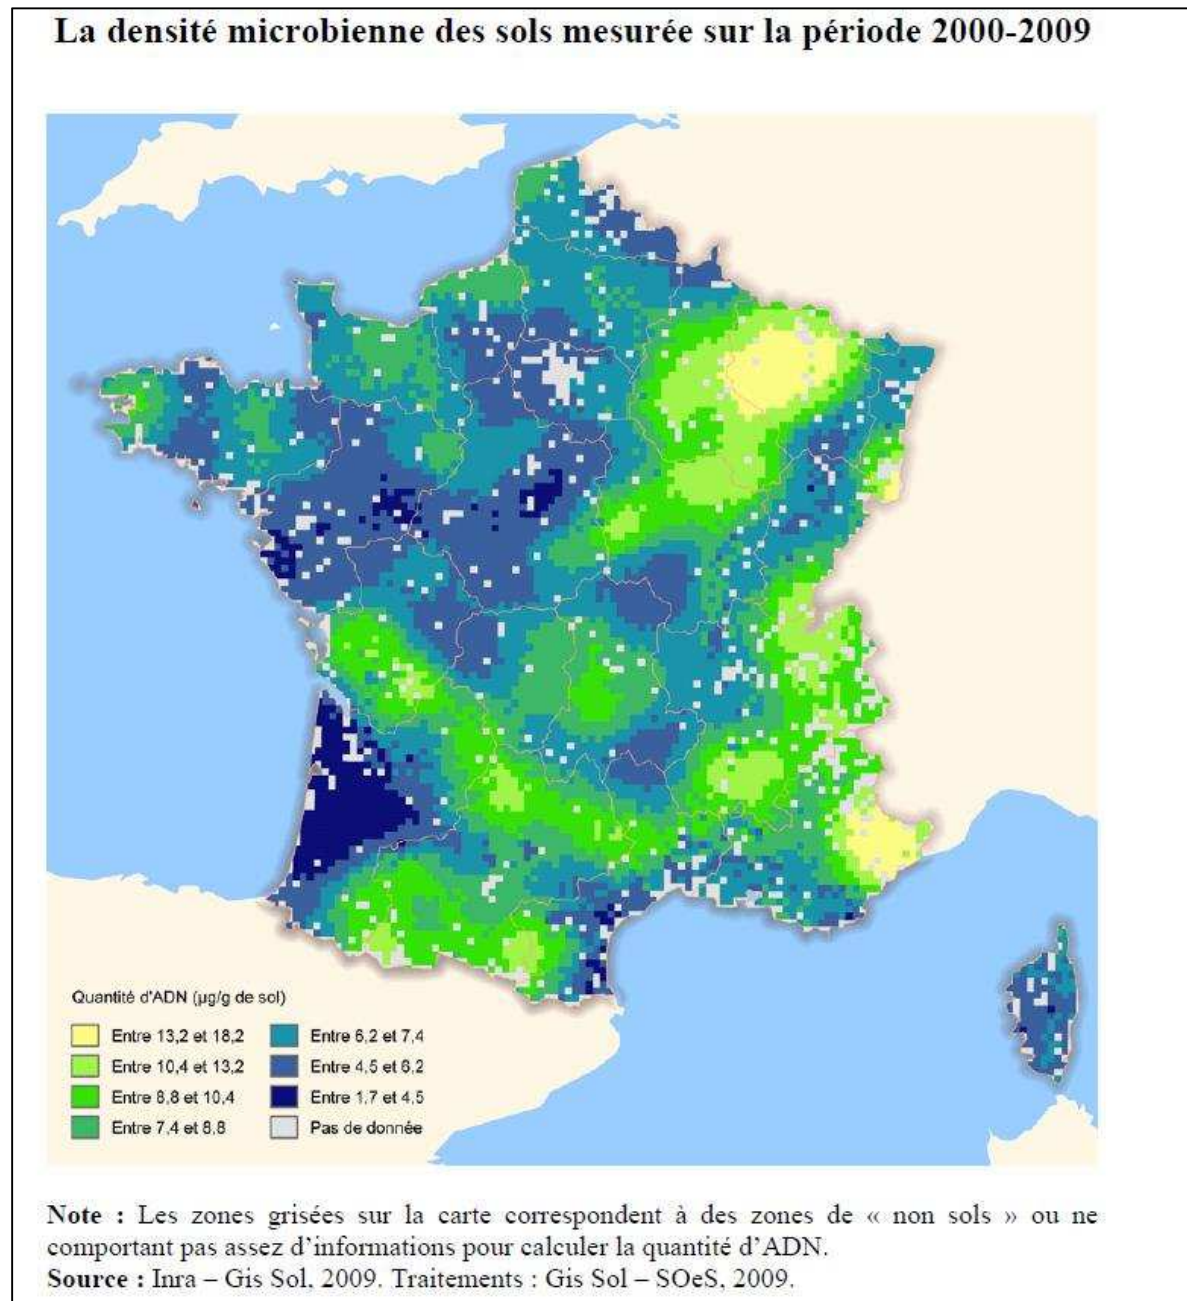 La densité microbienne des sols mesurée sur la période 2000-2009
Quantité d'ADN (µg/g de sol)
Entre 13,2 et 18,2
Entre 10,4 et 13,2
Entre 8,8 et 10,4
Entre 7,4 et 8,8
Entre 6,2 et 7,4
Entre 4,5 et 6,2
Entre 1,7 et 4,5
Pas de donnée
Note : Les zones grisées sur la carte correspondent à des zones de « non sols » ou ne
comportant pas assez d’informations pour calculer la quantité d’ADN.
Source : Inra – Gis Sol, 2009. Traitements : Gis Sol – SOeS, 2009.